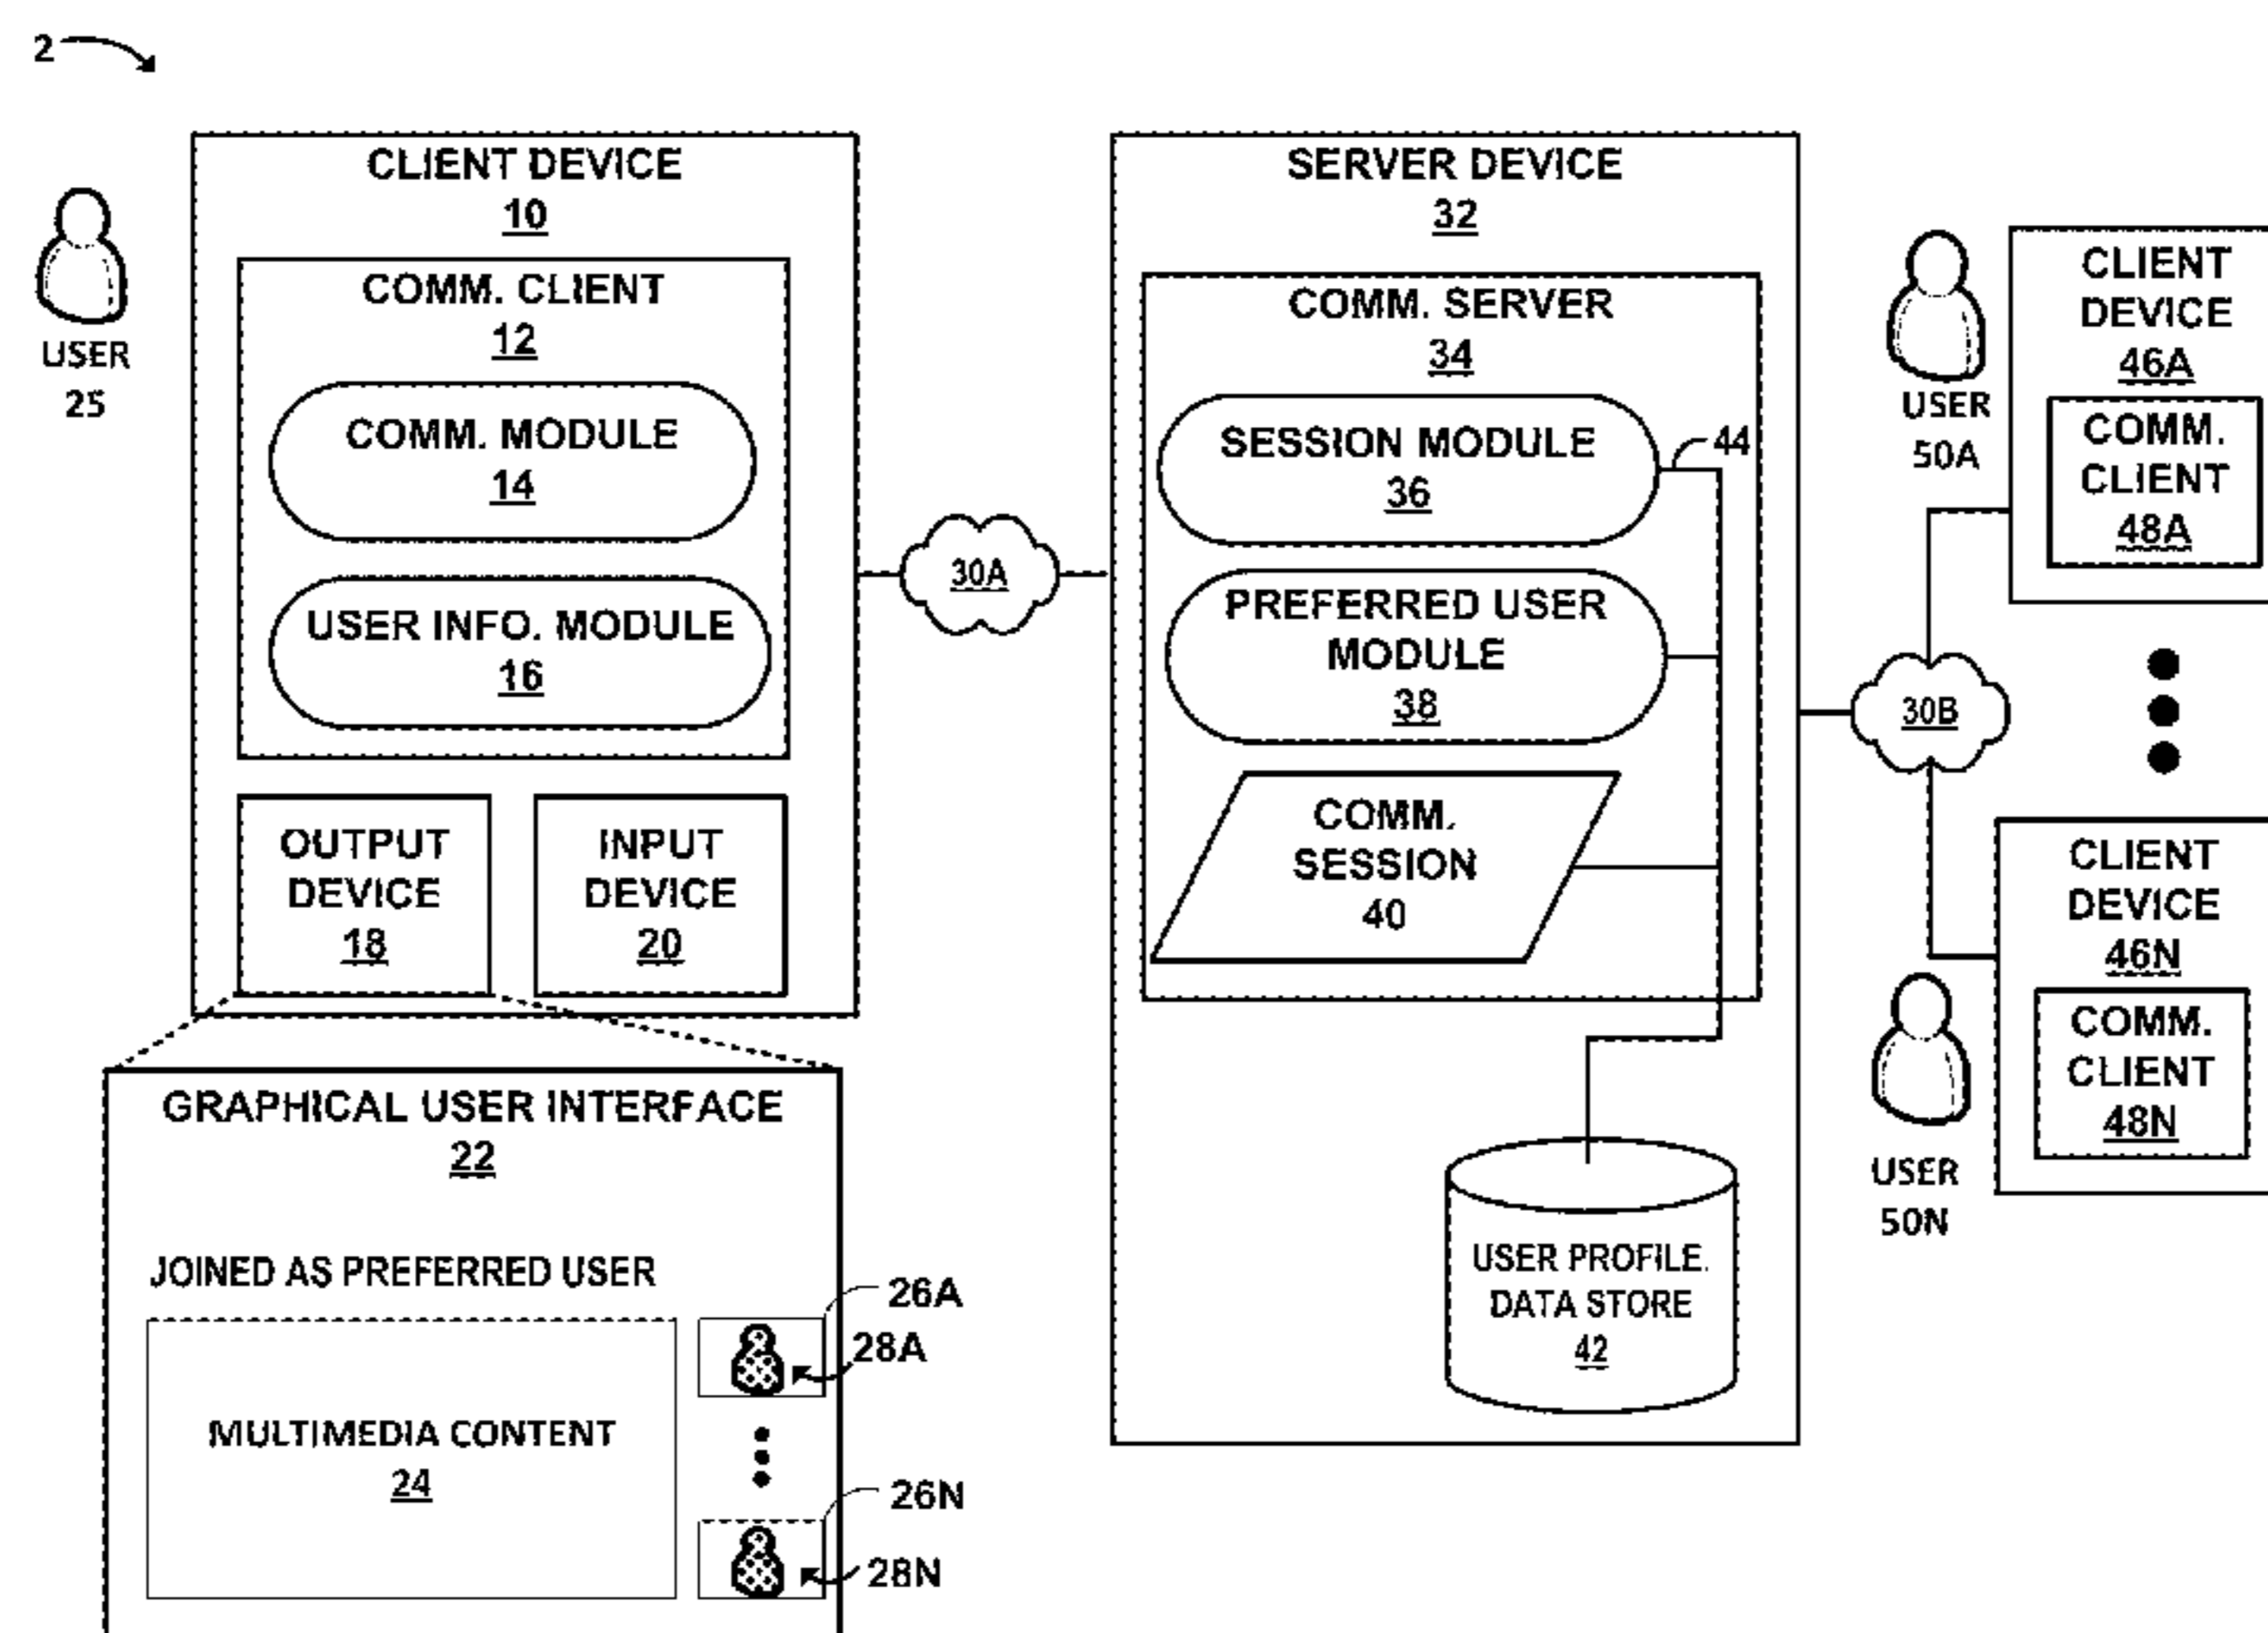 2
CLIENT DEVICE
10
COMM. CLIENT
12
COMM. MODULE
14
USER INFO. MODULE
16
OUTPUT
DEVICE
18
INPUT
DEVICE
20
USER
25
GRAPHICAL USER INTERFACE
22
JOINED AS PREFERRED USER
MULTIMEDIA CONTENT
24
26A
28A
26N
28N
30A
SERVER DEVICE
32
COMM. SERVER
34
SESSION MODULE
36
44
PREFERRED USER
MODULE
38
COMM.
SESSION
40
USER PROFILE.
DATA STORE
42
30B
USER
50A
CLIENT
DEVICE
46A
COMM.
CLIENT
48A
CLIENT
DEVICE
46N
COMM.
CLIENT
48N
USER
50N